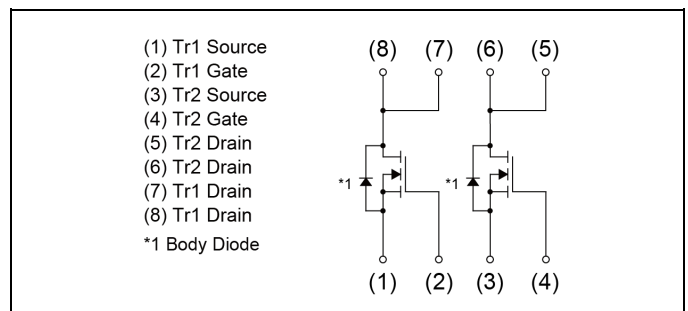 (1) Tr1 Source
(2) Tr1 Gate
(3) Tr2 Source
(4) Tr2 Gate
(5) Tr2 Drain
(6) Tr2 Drain
(7) Tr1 Drain
(8) Tr1 Drain
*1 Body Diode
(8) (7) (6) (5)
*1 *1
(1) (2) (3) (4)